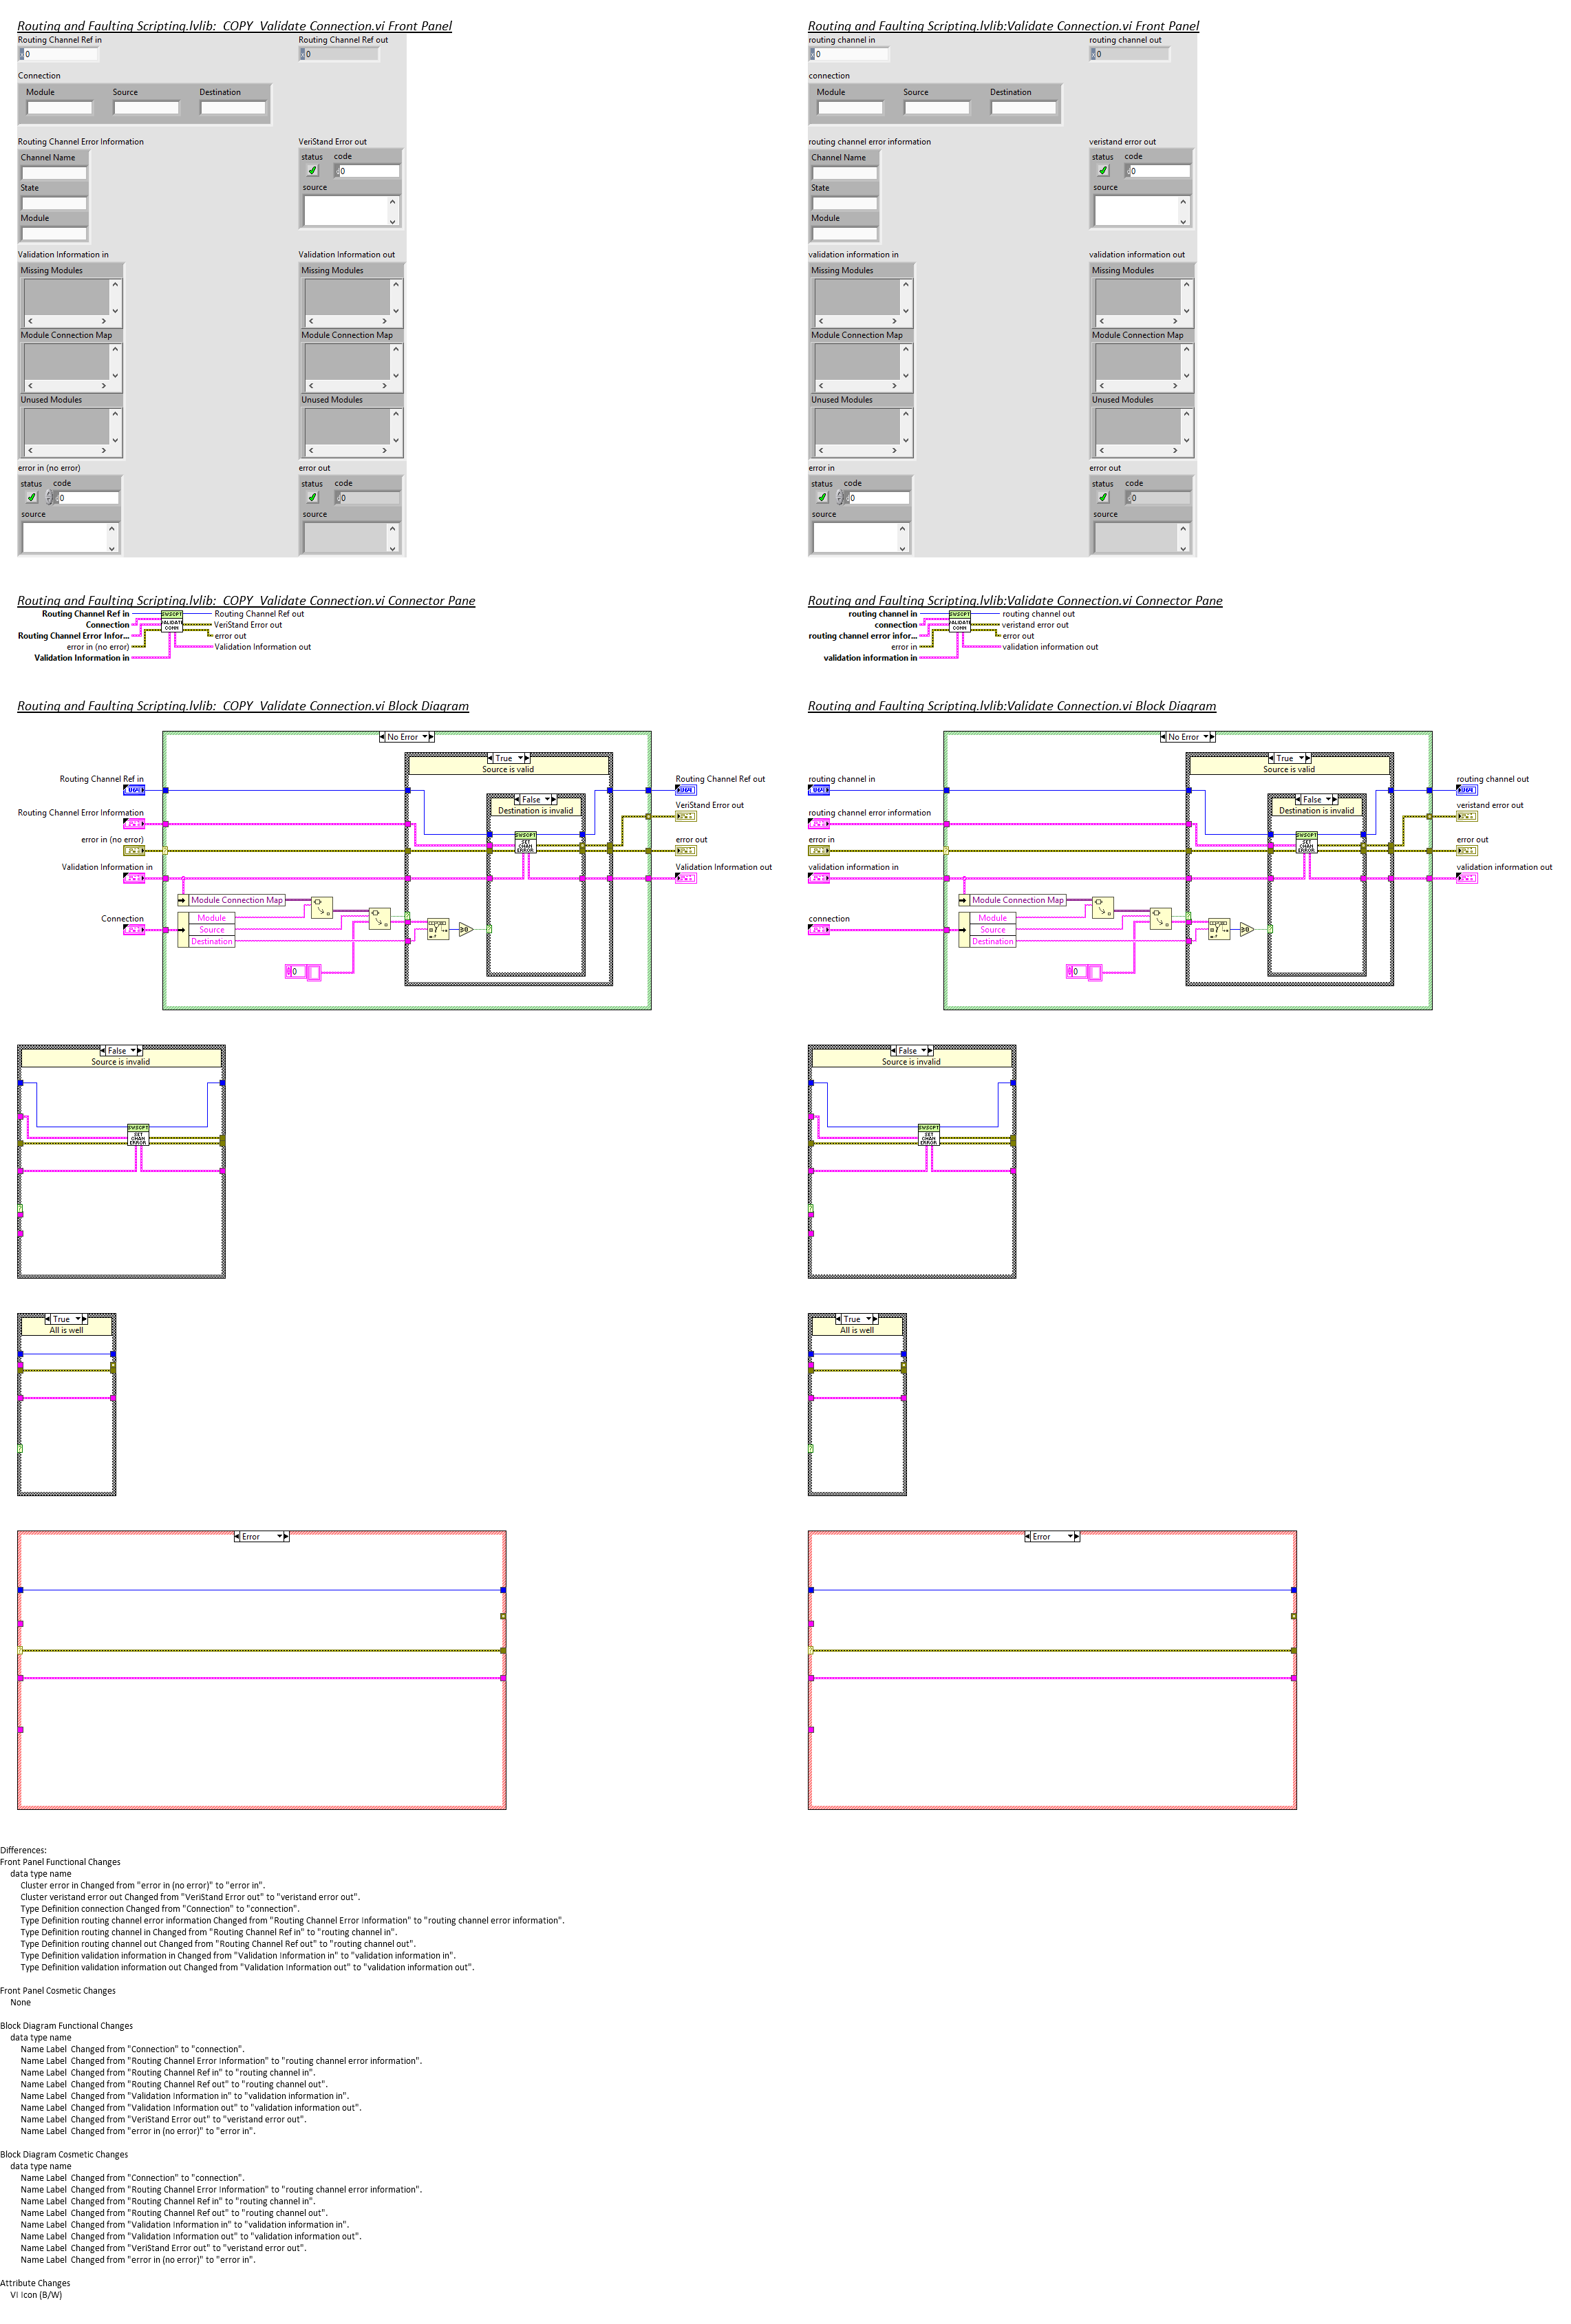 Routing and Faulting Scripting.lvlib:  COPY  Validate Connection.vi Front Panel
Routing Channel Ref in
Routing Channel Ref out
0
0
Connection
Module
Source
Destination
Routing Channel Error Information
VeriStand Error out
Channel Name
status
code
0
State
source
Module
Validation Information in
Validation Information out
Missing Modules
Missing Modules
Module Connection Map
Module Connection Map
Unused Modules
Unused Modules
error in (no error)
error out
status
code
status
code
0
0
source
source
Routing and Faulting Scripting.lvlib:Validate Connection.vi Front Panel
routing channel in
routing channel out
0
0
connection
Module
Source
Destination
routing channel error information
veristand error out
Channel Name
status
code
0
State
source
Module
validation information in
validation information out
Missing Modules
Missing Modules
Module Connection Map
Module Connection Map
Unused Modules
Unused Modules
error in
error out
status
code
status
code
0
0
source
source
Routing and Faulting Scripting.lvlib:  COPY  Validate Connection.vi Connector Pane
Routing Channel Ref in
Routing Channel Ref out
Connection
VeriStand Error out
Routing Channel Error Infor...
error out
error in (no error)
Validation Information out
Validation Information in
SWSCPT
VALIDATE
CONN
Routing and Faulting Scripting.lvlib:Validate Connection.vi Connector Pane
routing channel in
routing channel out
connection
veristand error out
routing channel error infor...
error out
error in
validation information out
validation information in
SWSCPT
VALIDATE
CONN
Routing and Faulting Scripting.lvlib:  COPY  Validate Connection.vi Block Diagram
No Error
True
Source is valid
Routing Channel Ref in
Routing Channel Ref out
False
Destination is invalid
VeriStand Error out
Routing Channel Error Information
SWSCPT
SET
CHAN
ERROR
error in (no error)
error out
Validation Information in
Validation Information out
Module Connection Map
Connection
Module
Source
Destination
0
Routing and Faulting Scripting.lvlib:Validate Connection.vi Block Diagram
No Error
True
Source is valid
routing channel in
routing channel out
False
Destination is invalid
veristand error out
routing channel error information
SWSCPT
SET
CHAN
ERROR
error in
error out
validation information in
validation information out
Module Connection Map
connection
Module
Source
Destination
0
False
Source is invalid
SWSCPT
SET
CHAN
ERROR
False
Source is invalid
SWSCPT
SET
CHAN
ERROR
True
All is well
True
All is well
Error
Error
Differences:
Front Panel Functional Changes
data type name
Cluster error in Changed from "error in (no error)" to "error in".
Cluster veristand error out Changed from "VeriStand Error out" to "veristand error out".
Type Definition connection Changed from "Connection" to "connection".
Type Definition routing channel error information Changed from "Routing Channel Error Information" to "routing channel error information".
Type Definition routing channel in Changed from "Routing Channel Ref in" to "routing channel in".
Type Definition routing channel out Changed from "Routing Channel Ref out" to "routing channel out".
Type Definition validation information in Changed from "Validation Information in" to "validation information in".
Type Definition validation information out Changed from "Validation Information out" to "validation information out".
Front Panel Cosmetic Changes
None
Block Diagram Functional Changes
data type name
Name Label  Changed from "Connection" to "connection".
Name Label  Changed from "Routing Channel Error Information" to "routing channel error information".
Name Label  Changed from "Routing Channel Ref in" to "routing channel in".
Name Label  Changed from "Routing Channel Ref out" to "routing channel out".
Name Label  Changed from "Validation Information in" to "validation information in".
Name Label  Changed from "Validation Information out" to "validation information out".
Name Label  Changed from "VeriStand Error out" to "veristand error out".
Name Label  Changed from "error in (no error)" to "error in".
Block Diagram Cosmetic Changes
data type name
Name Label  Changed from "Connection" to "connection".
Name Label  Changed from "Routing Channel Error Information" to "routing channel error information".
Name Label  Changed from "Routing Channel Ref in" to "routing channel in".
Name Label  Changed from "Routing Channel Ref out" to "routing channel out".
Name Label  Changed from "Validation Information in" to "validation information in".
Name Label  Changed from "Validation Information out" to "validation information out".
Name Label  Changed from "VeriStand Error out" to "veristand error out".
Name Label  Changed from "error in (no error)" to "error in".
Attribute Changes
VI Icon (B/W)